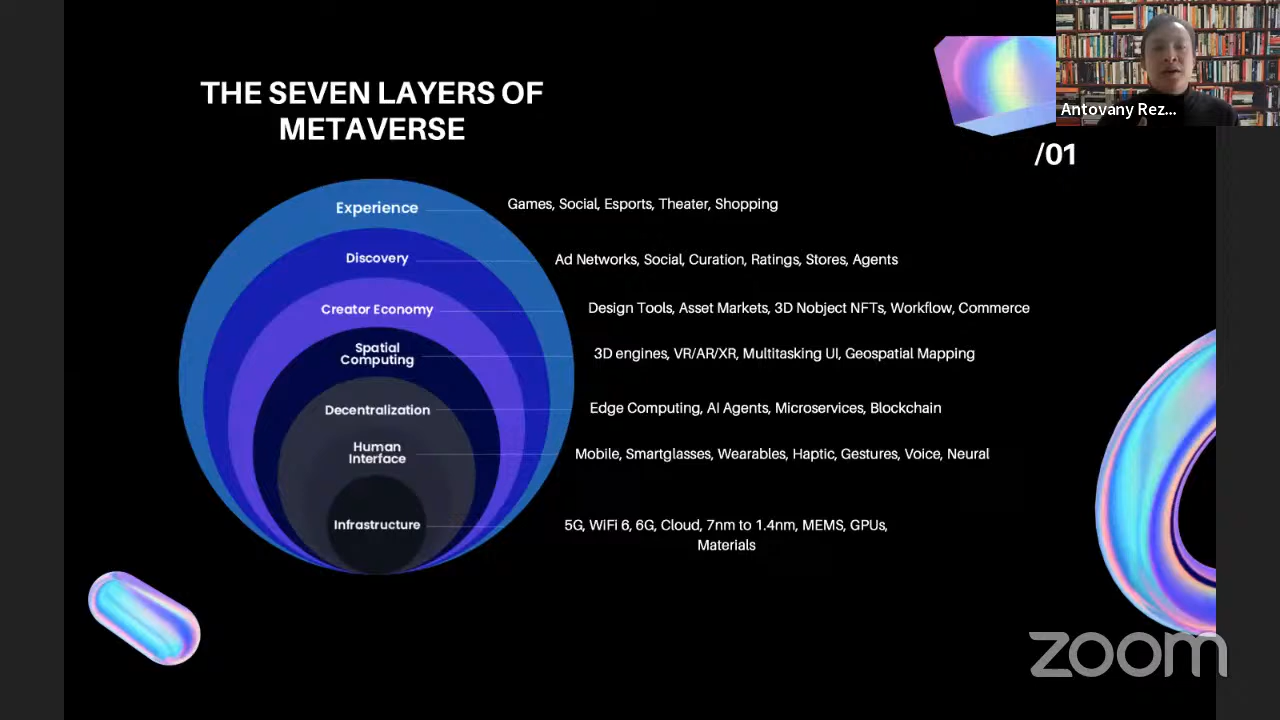 THE SEVEN LAYERS OF
METAVERSE
Antovany Rez...
/01
Experience
Games, Social, Esports, Theater, Shopping
Discovery
Ad Networks, Social, Curation, Ratings, Stores, Agents
Creator Economy
Design Tools, Asset Markets, 3D Nobject NFTs, Workflow, Commerce
Spatial
Computing
3D engines, VR/AR/XR, Multitasking UI, Geospatial Mapping
Decentralization
Edge Computing, AI Agents, Microservices, Blockchain
Human
Interface
Mobile, Smartglasses, Wearables, Haptic, Gestures, Voice, Neural
Infrastructure
5G, WiFi 6, 6G, Cloud, 7nm to 1.4nm, MEMS, GPUs,
Materials
zoom